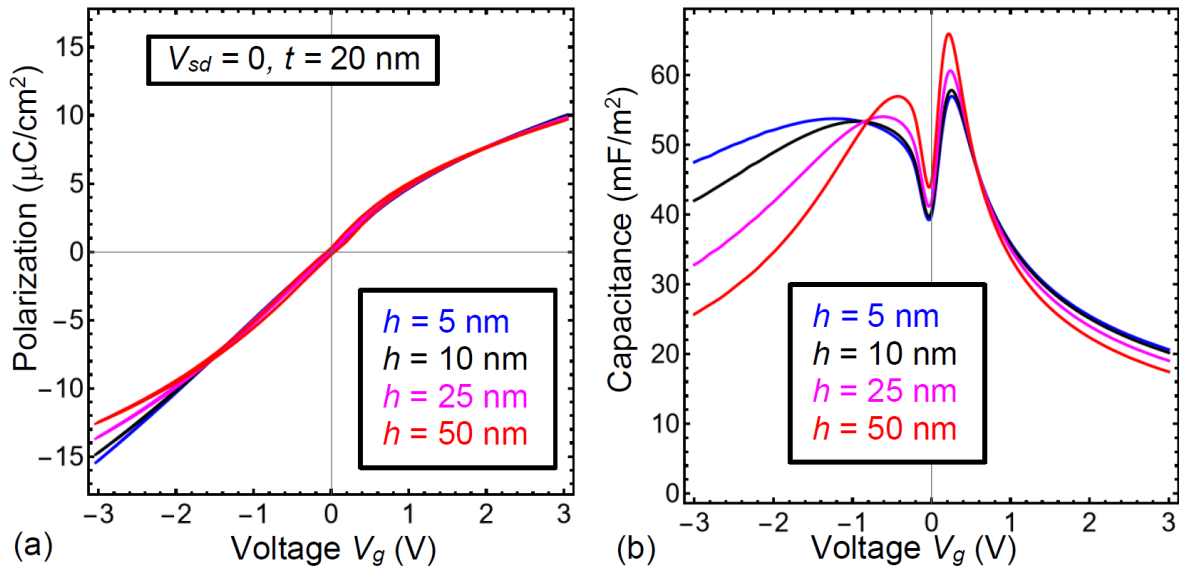 Polarization (μC/cm²)
15
10
5
0
−5
−10
−15
V_sd = 0, t = 20 nm
h = 5 nm
h = 10 nm
h = 25 nm
h = 50 nm
−3 −2 −1 0 1 2 3
(a) Voltage V_g (V)
Capacitance (mF/m²)
60
50
40
30
20
10
0
h = 5 nm
h = 10 nm
h = 25 nm
h = 50 nm
−3 −2 −1 0 1 2 3
(b) Voltage V_g (V)